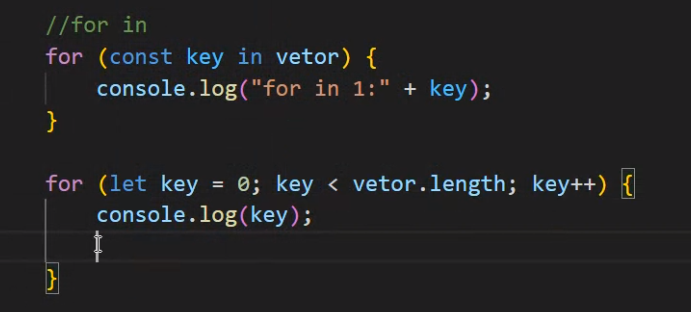 //for in
for (const key in vetor) {
console.log("for in 1:" + key);
}
for (let key = 0; key < vetor.length; key++) {
console.log(key);
}